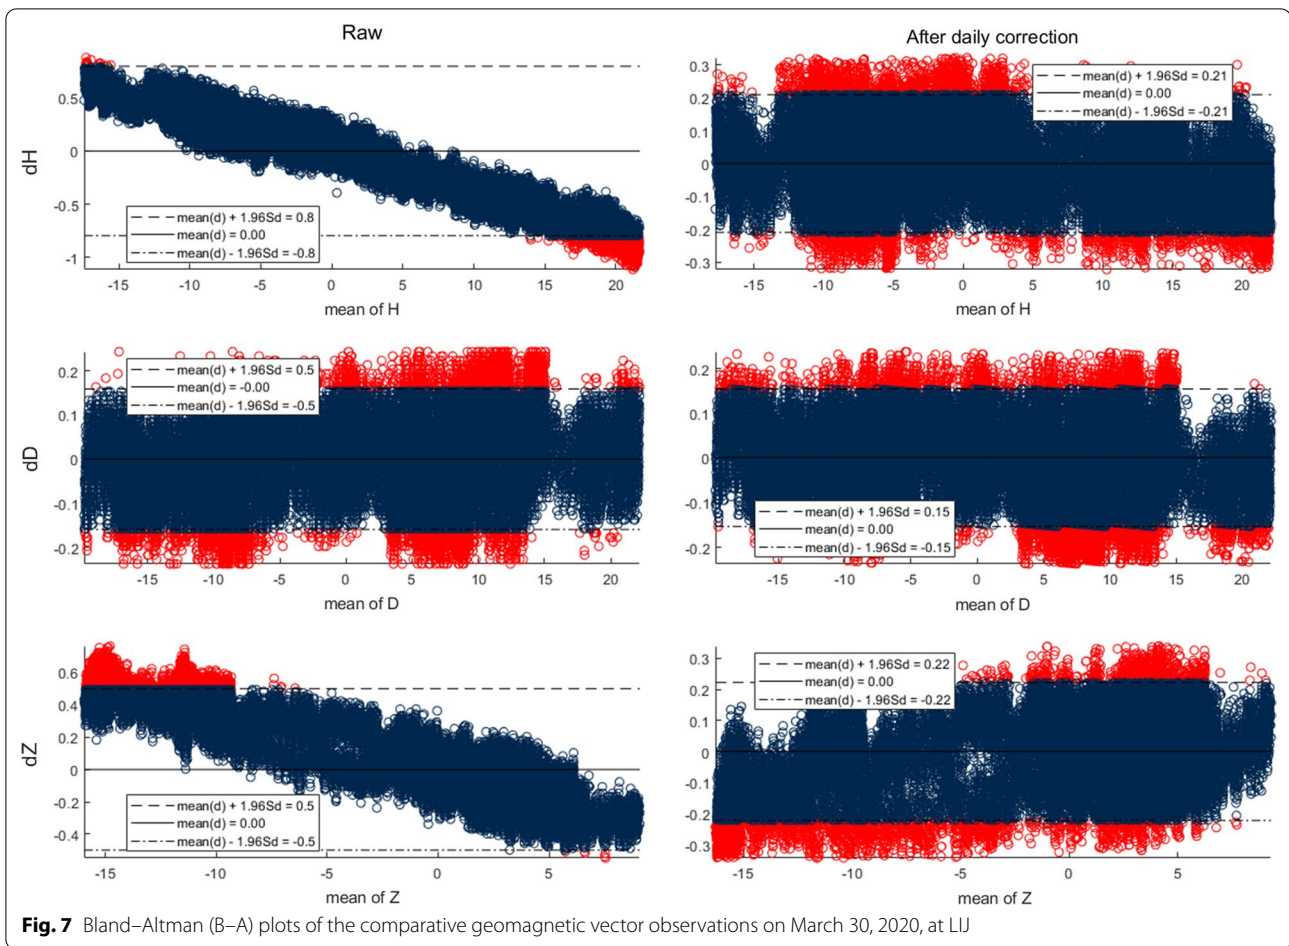 Raw
0.5
0
-0.5
-1
dH
mean(d) + 1.96Sd = 0.8
mean(d) = 0.00
mean(d) - 1.96Sd = -0.8
-15 -10 -5 0 5 10 15 20
mean of H
After daily correction
0.3
0.2
0.1
0
-0.1
-0.2
-0.3
mean(d) + 1.96Sd = 0.21
mean(d) = 0.00
mean(d) - 1.96Sd = -0.21
-15 -10 -5 0 5 10 15 20
mean of H
0.2
0.1
0
-0.1
-0.2
dD
mean(d) + 1.96Sd = 0.5
mean(d) = -0.00
mean(d) - 1.96Sd = -0.5
-15 -10 -5 0 5 10 15 20
mean of D
0.2
0.1
0
-0.1
-0.2
mean(d) + 1.96Sd = 0.15
mean(d) = 0.00
mean(d) - 1.96Sd = -0.15
-15 -10 -5 0 5 10 15 20
mean of D
0.6
0.4
0.2
0
-0.2
-0.4
dZ
mean(d) + 1.96Sd = 0.5
mean(d) = 0.00
mean(d) - 1.96Sd = -0.5
-15 -10 -5 0 5
mean of Z
0.3
0.2
0.1
0
-0.1
-0.2
-0.3
mean(d) + 1.96Sd = 0.22
mean(d) = 0.00
mean(d) - 1.96Sd = -0.22
-15 -10 -5 0 5
mean of Z
Fig. 7 Bland–Altman (B–A) plots of the comparative geomagnetic vector observations on March 30, 2020, at LIJ